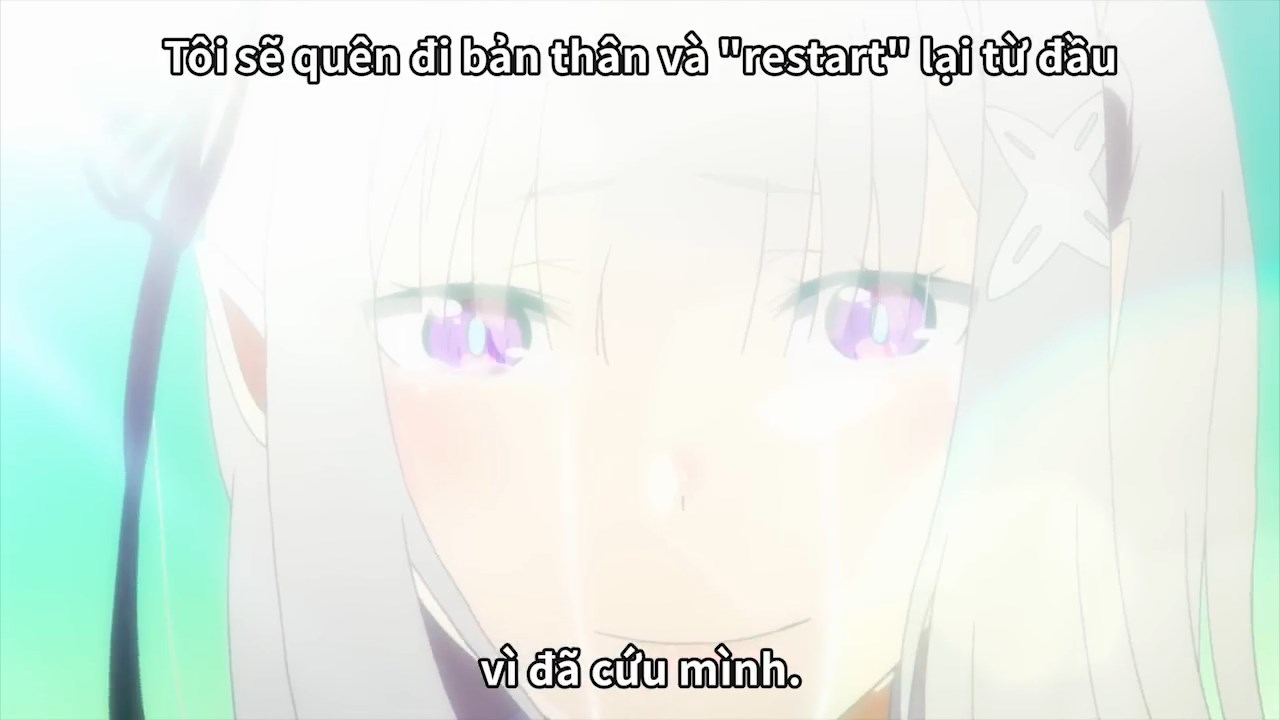 Tôi sẽ quên đi bản thân và "restart" lại từ đầu
vì đã cứu mình.